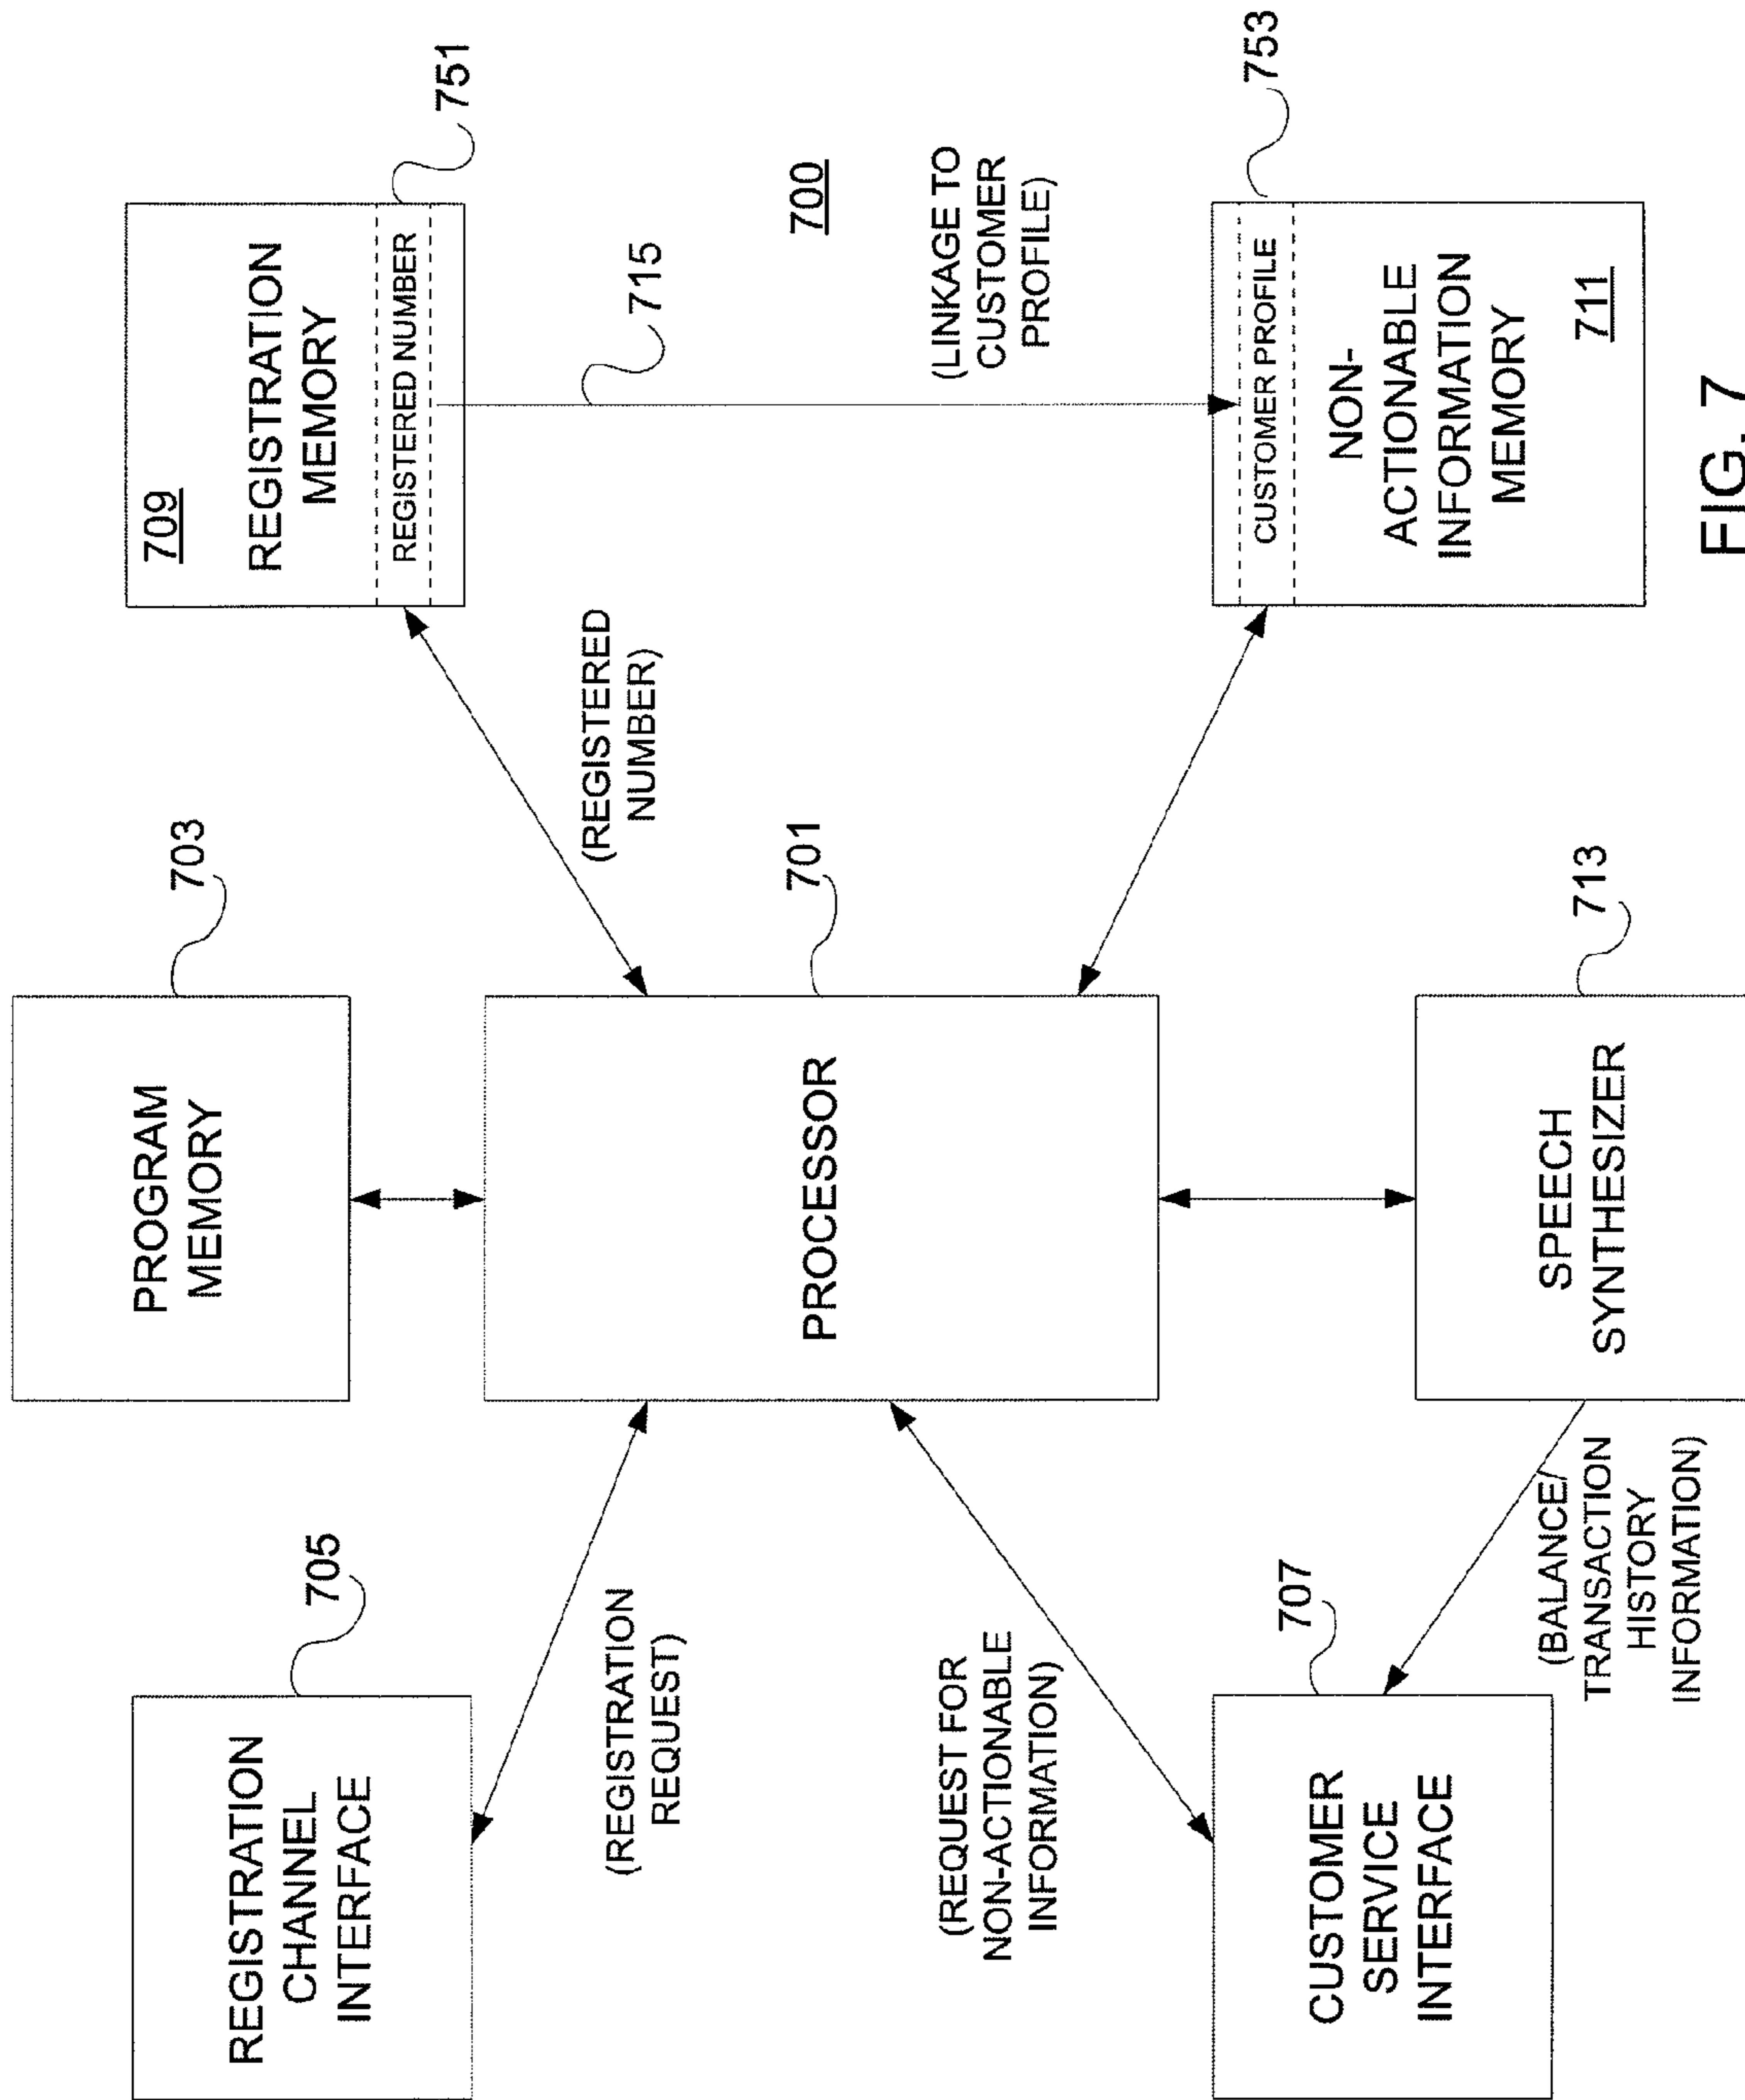 703
PROGRAM
MEMORY
709
REGISTRATION
MEMORY
REGISTERED NUMBER
751
705
REGISTRATION
CHANNEL
INTERFACE
(REGISTRATION
REQUEST)
701
PROCESSOR
(REGISTERED
NUMBER)
715
700
(LINKAGE TO
CUSTOMER
PROFILE)
(REQUEST FOR
NON-ACTIONABLE
INFORMATION)
707
CUSTOMER
SERVICE
INTERFACE
(BALANCE/
TRANSACTION
HISTORY
INFORMATION)
713
SPEECH
SYNTHESIZER
753
CUSTOMER PROFILE
NON-
ACTIONABLE
INFORMATION
MEMORY
711
FIG. 7